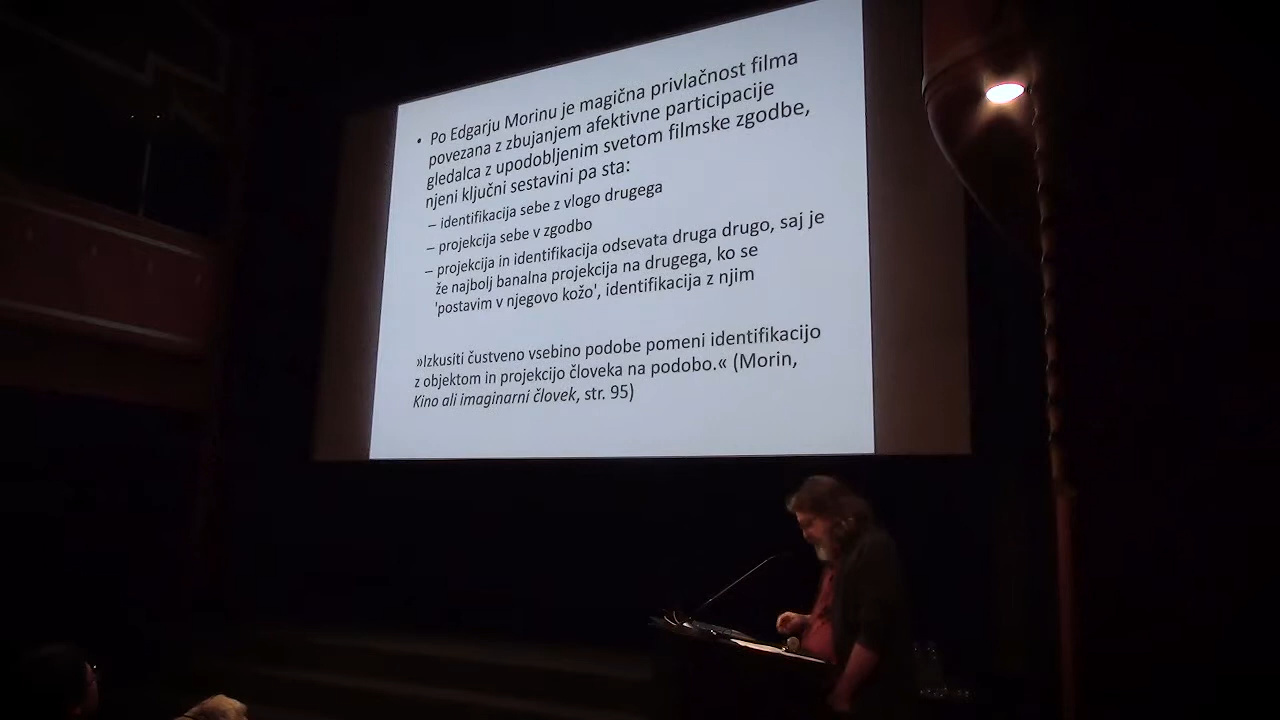 • Po Edgarju Morinu je magična privlačnost filma
povezana z zbujanjem afektivne participacije
gledalca z upodobljenim svetom filmske zgodbe,
njeni ključni sestavini pa sta:
– identifikacija sebe z vlogo drugega
– projekcija sebe v zgodbo
– projekcija in identifikacija odsevata druga drugo, saj je
že najbolj banalna projekcija na drugega, ko se
'postavim v njegovo kožo', identifikacija z njim
»Izkusiti čustveno vsebino podobe pomeni identifikacijo
z objektom in projekcijo človeka na podobo.« (Morin,
Kino ali imaginarni človek, str. 95)